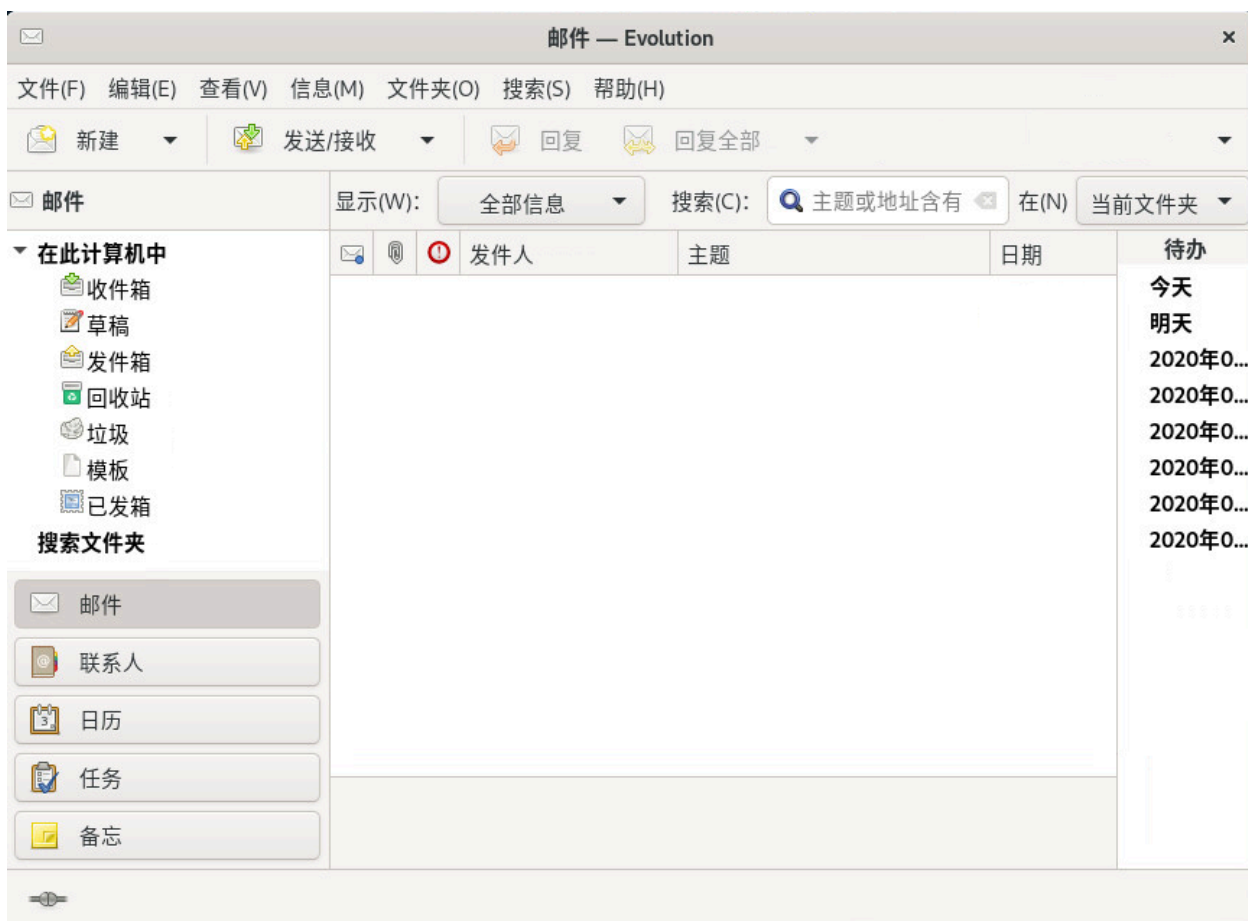 邮件 — Evolution
文件(F) 编辑(E) 查看(V) 信息(M) 文件夹(O) 搜索(S) 帮助(H)
新建 发送/接收 回复 回复全部
邮件 显示(W): 全部信息 搜索(C): 主题或地址含有 在(N) 当前文件夹
在此计算机中
收件箱
草稿
发件箱
回收站
垃圾
模板
已发箱
搜索文件夹
邮件
联系人
日历
任务
备忘
发件人 主题 日期
待办
今天
明天
2020年0...
2020年0...
2020年0...
2020年0...
2020年0...
2020年0...